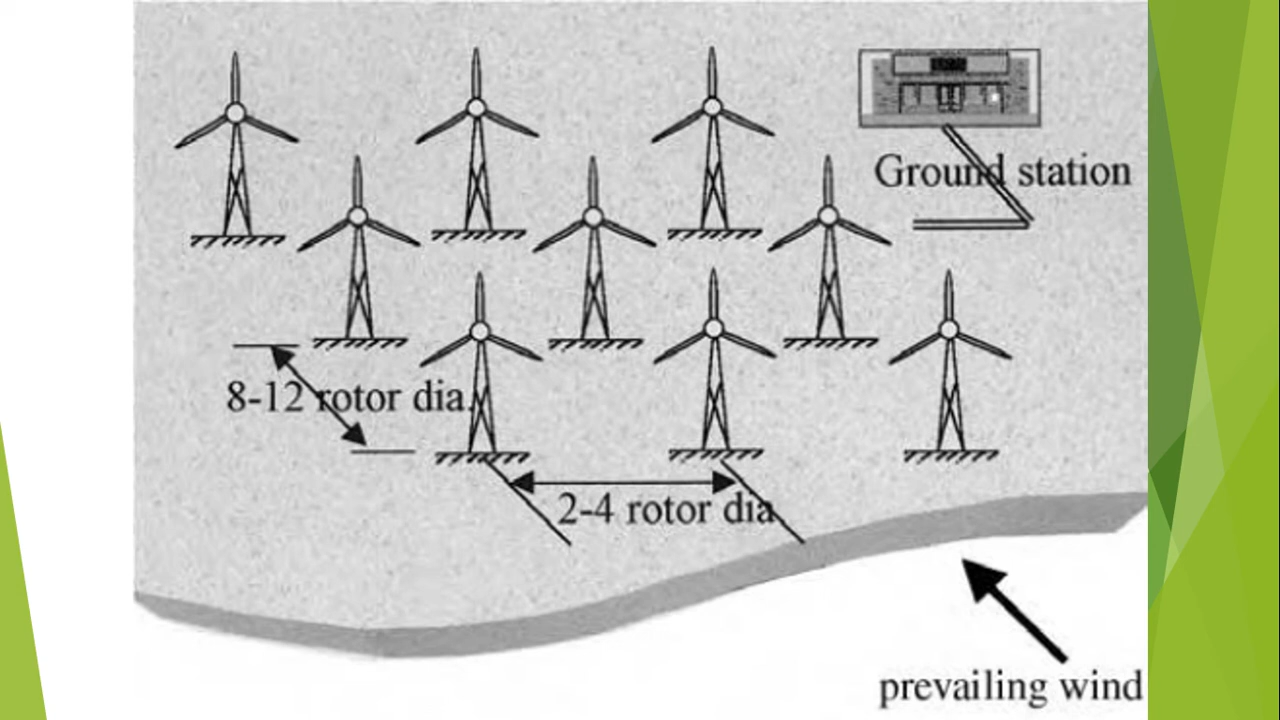 Ground station
8-12 rotor dia.
2-4 rotor dia
prevailing wind